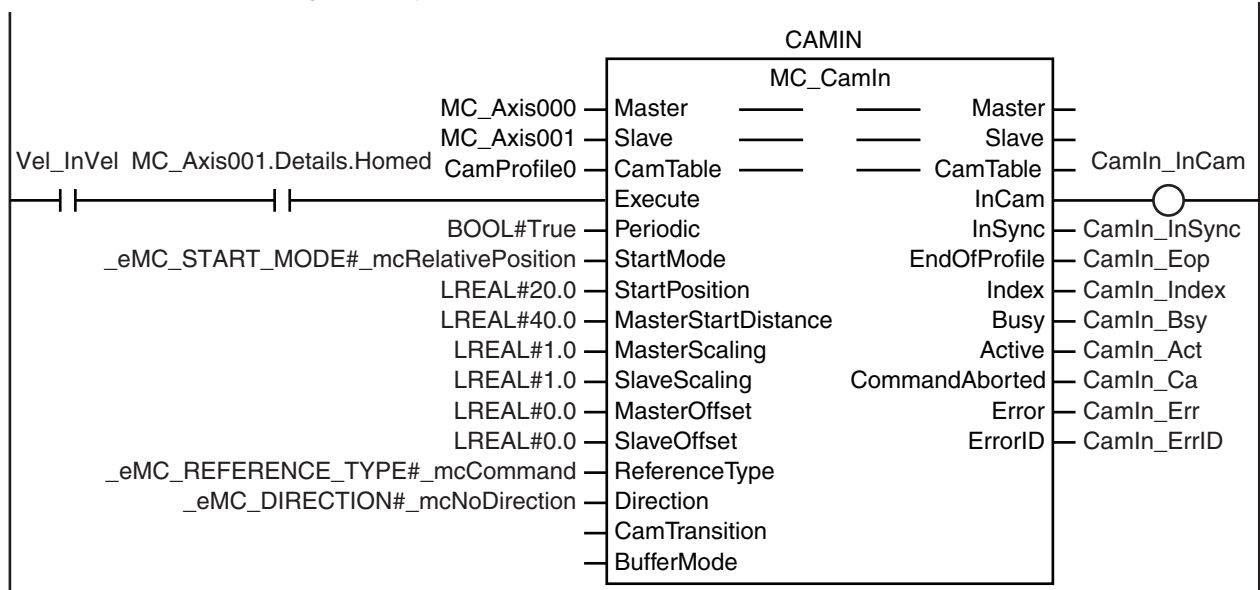 CAMIN
MC_CamIn
MC_Axis000 Master Master
MC_Axis001 Slave Slave
Vel_InVel MC_Axis001.Details.Homed CamProfile0 CamTable CamTable CamIn_InCam
Execute InCam
BOOL#True Periodic InSync CamIn_InSync
_eMC_START_MODE#_mcRelativePosition StartMode EndOfProfile CamIn_Eop
LREAL#20.0 StartPosition Index CamIn_Index
LREAL#40.0 MasterStartDistance Busy CamIn_Bsy
LREAL#1.0 MasterScaling Active CamIn_Act
LREAL#1.0 SlaveScaling CommandAborted CamIn_Ca
LREAL#0.0 MasterOffset Error CamIn_Err
LREAL#0.0 SlaveOffset ErrorID CamIn_ErrID
_eMC_REFERENCE_TYPE#_mcCommand ReferenceType
_eMC_DIRECTION#_mcNoDirection Direction
CamTransition
BufferMode